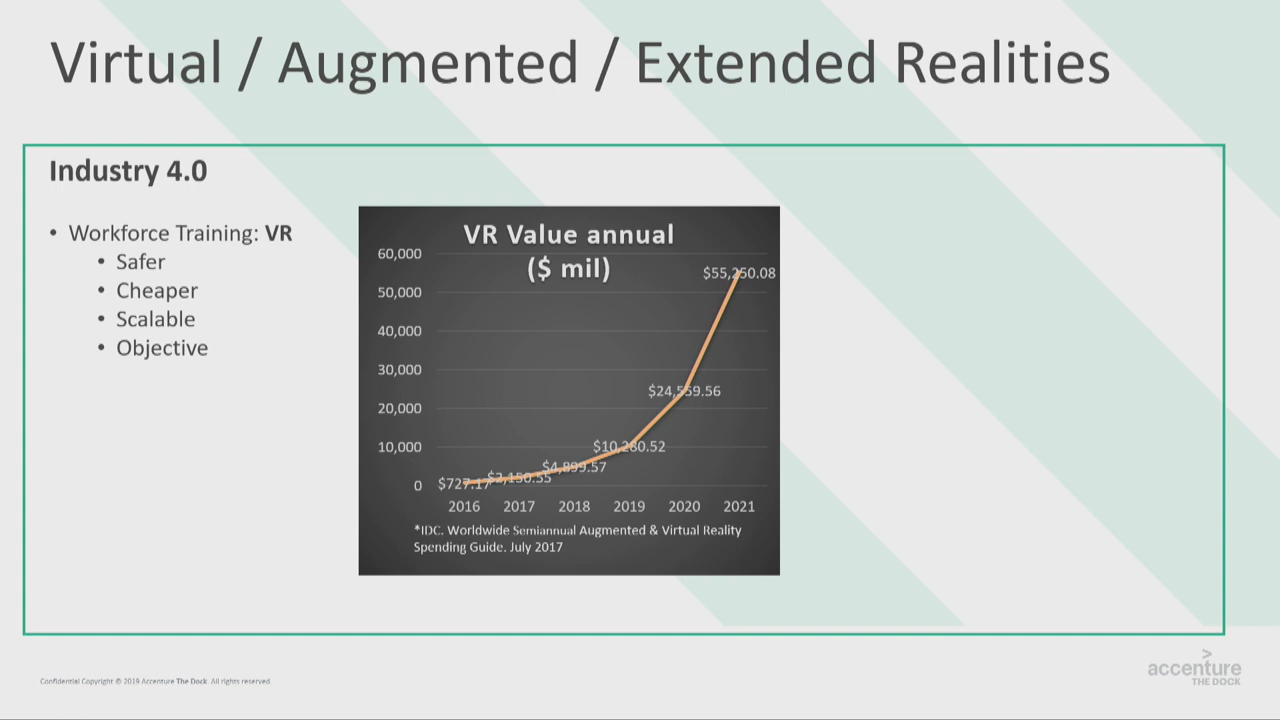 Virtual / Augmented / Extended Realities
Industry 4.0
• Workforce Training: VR
• Safer
• Cheaper
• Scalable
• Objective
VR Value annual
($ mil)
60,000
50,000
40,000
30,000
20,000
10,000
0
$55,250.08
$24,559.56
$10,280.52
$4,899.57
$2,150.55
$727.17
2016 2017 2018 2019 2020 2021
*IDC. Worldwide Semiannual Augmented & Virtual Reality
Spending Guide. July 2017
Confidential Copyright © 2019 Accenture The Dock. All rights reserved.
>
accenture
THE DOCK